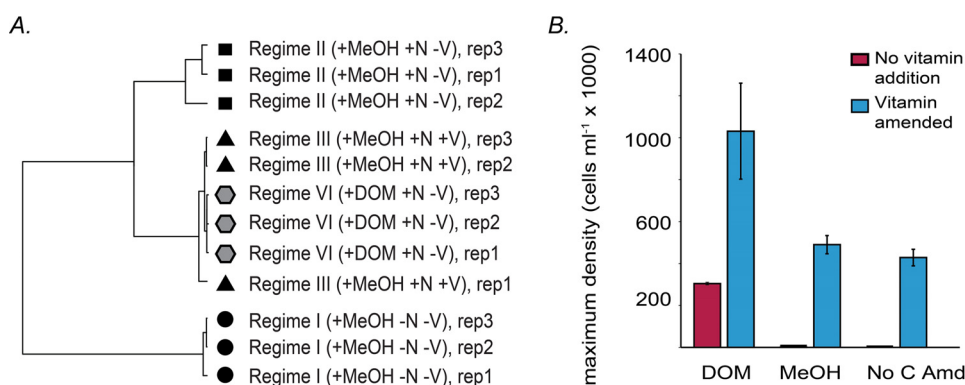 A.
Regime II (+MeOH +N -V), rep3
Regime II (+MeOH +N -V), rep1
Regime II (+MeOH +N -V), rep2
Regime III (+MeOH +N +V), rep3
Regime III (+MeOH +N +V), rep2
Regime VI (+DOM +N -V), rep3
Regime VI (+DOM +N -V), rep2
Regime VI (+DOM +N -V), rep1
Regime III (+MeOH +N +V), rep1
Regime I (+MeOH -N -V), rep3
Regime I (+MeOH -N -V), rep2
Regime I (+MeOH -N -V), rep1
B.
maximum density (cells ml⁻¹ x 1000)
1400
1000
600
200
No vitamin
addition
Vitamin
amended
DOM MeOH No C Amd